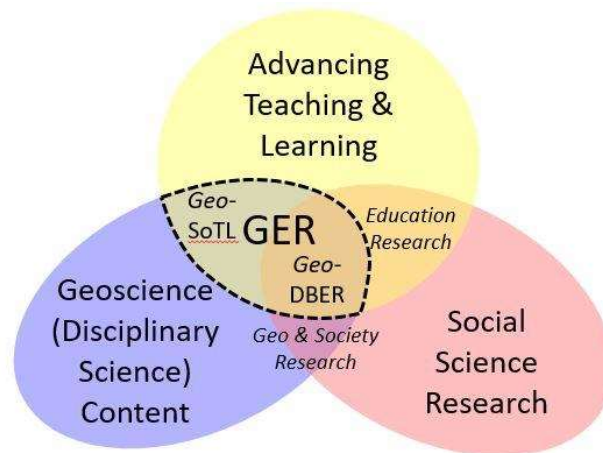 Advancing
Teaching &
Learning
Geo-
SoTL
GER
Education
Research
Geo-
DBER
Geoscience
(Disciplinary
Science)
Content
Geo & Society
Research
Social
Science
Research